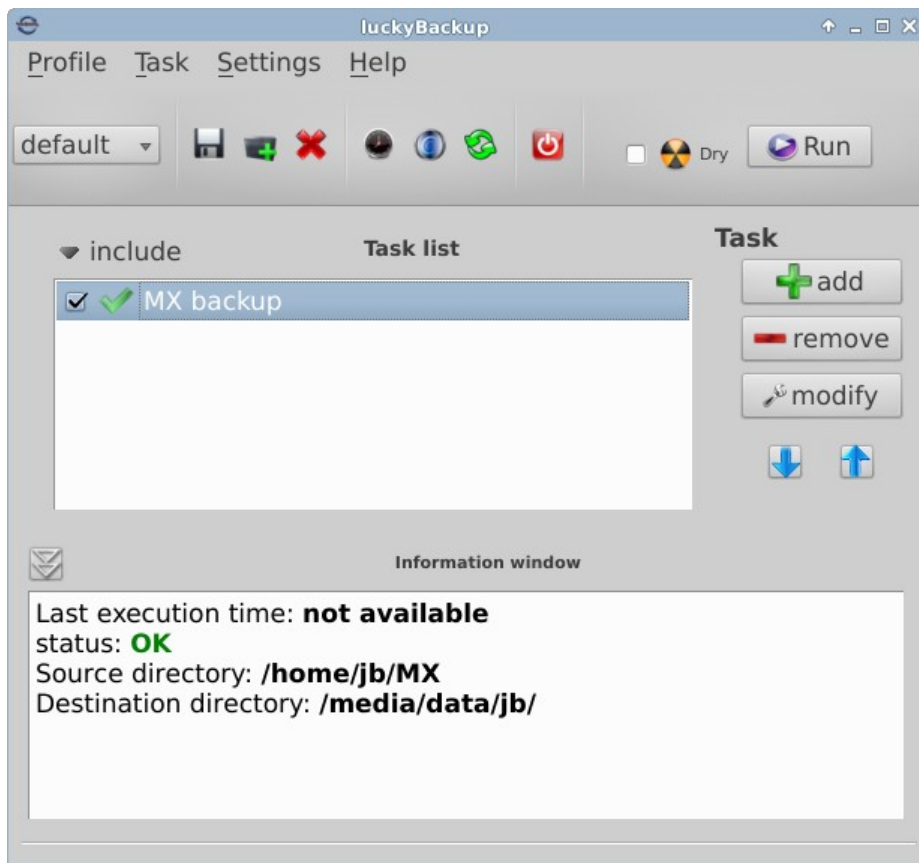 luckyBackup
Profile Task Settings Help
default Dry Run
include Task list Task
MX backup
add
remove
modify
Information window
Last execution time: not available
status: OK
Source directory: /home/jb/MX
Destination directory: /media/data/jb/